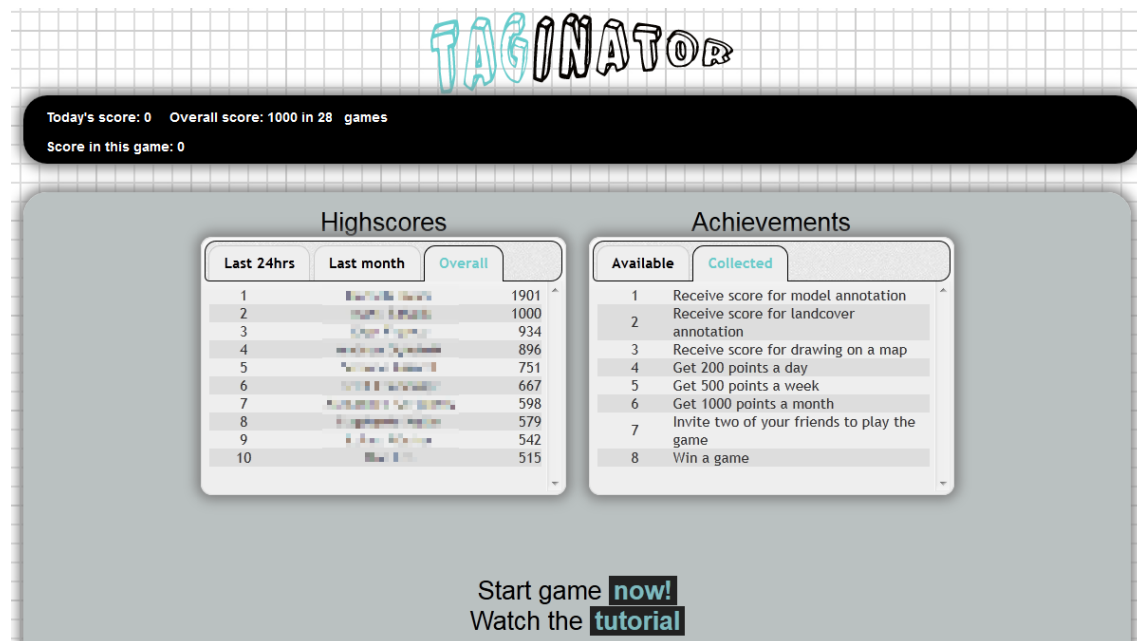 TAGINATOR
Today's score: 0 Overall score: 1000 in 28 games
Score in this game: 0
Highscores
Last 24hrs Last month Overall
1 1901
2 1000
3 934
4 896
5 751
6 667
7 598
8 579
9 542
10 515
Achievements
Available Collected
1 Receive score for model annotation
2 Receive score for landcover
annotation
3 Receive score for drawing on a map
4 Get 200 points a day
5 Get 500 points a week
6 Get 1000 points a month
7 Invite two of your friends to play the
game
8 Win a game
Start game now!
Watch the tutorial